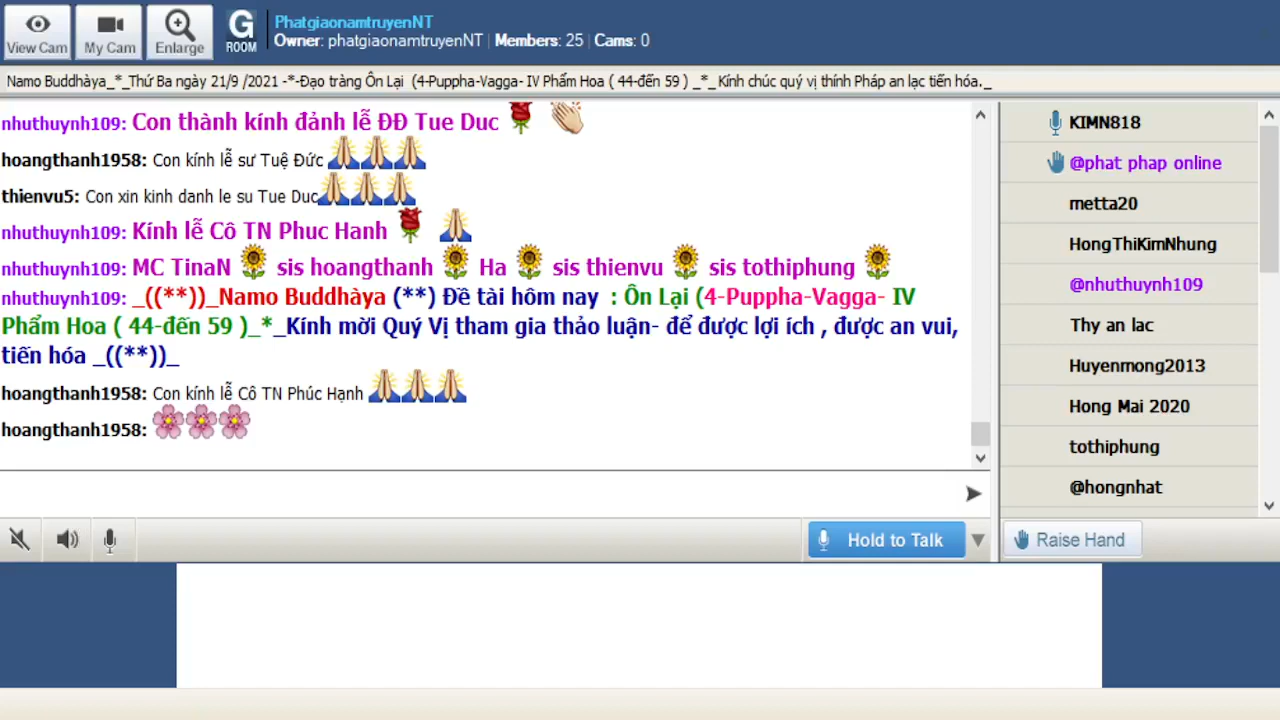 View Cam
My Cam
Enlarge
G
ROOM
PhatgiaonamtruyenNT
Owner: phatgiaonamtruyenNT | Members: 25 | Cams: 0
Namo Buddhàya_*_Thứ Ba ngày 21/9 /2021 -*-Đạo tràng Ôn Lại (4-Puppha-Vagga- IV Phẩm Hoa ( 44-đến 59 ) _*_Kính chúc quý vị thính Pháp an lạc tiến hóa._
nhuthuynh109: Con thành kính đảnh lễ ĐĐ Tue Duc 🌹 👏
hoangthanh1958: Con kính lễ sư Tuệ Đức 🙏🙏🙏
thienvu5: Con xin kinh danh le su Tue Duc🙏🙏🙏
nhuthuynh109: Kính lễ Cô TN Phuc Hanh 🌹 🙏
nhuthuynh109: MC TinaN 🌻 sis hoangthanh 🌻 Ha 🌻 sis thienvu 🌻 sis tothiphung 🌻
nhuthuynh109: _((**))_Namo Buddhàya (**) Đề tài hôm nay : Ôn Lại (4-Puppha-Vagga- IV
Phẩm Hoa ( 44-đến 59 )_*_Kính mời Quý Vị tham gia thảo luận- để được lợi ích , được an vui,
tiến hóa _((**))_
hoangthanh1958: Con kính lễ Cô TN Phúc Hạnh 🙏🙏🙏
hoangthanh1958: 🌸🌸🌸
KIMN818
@phat phap online
metta20
HongThiKimNhung
@nhuthuynh109
Thy an lac
Huyenmong2013
Hong Mai 2020
tothiphung
@hongnhat
Hold to Talk
Raise Hand